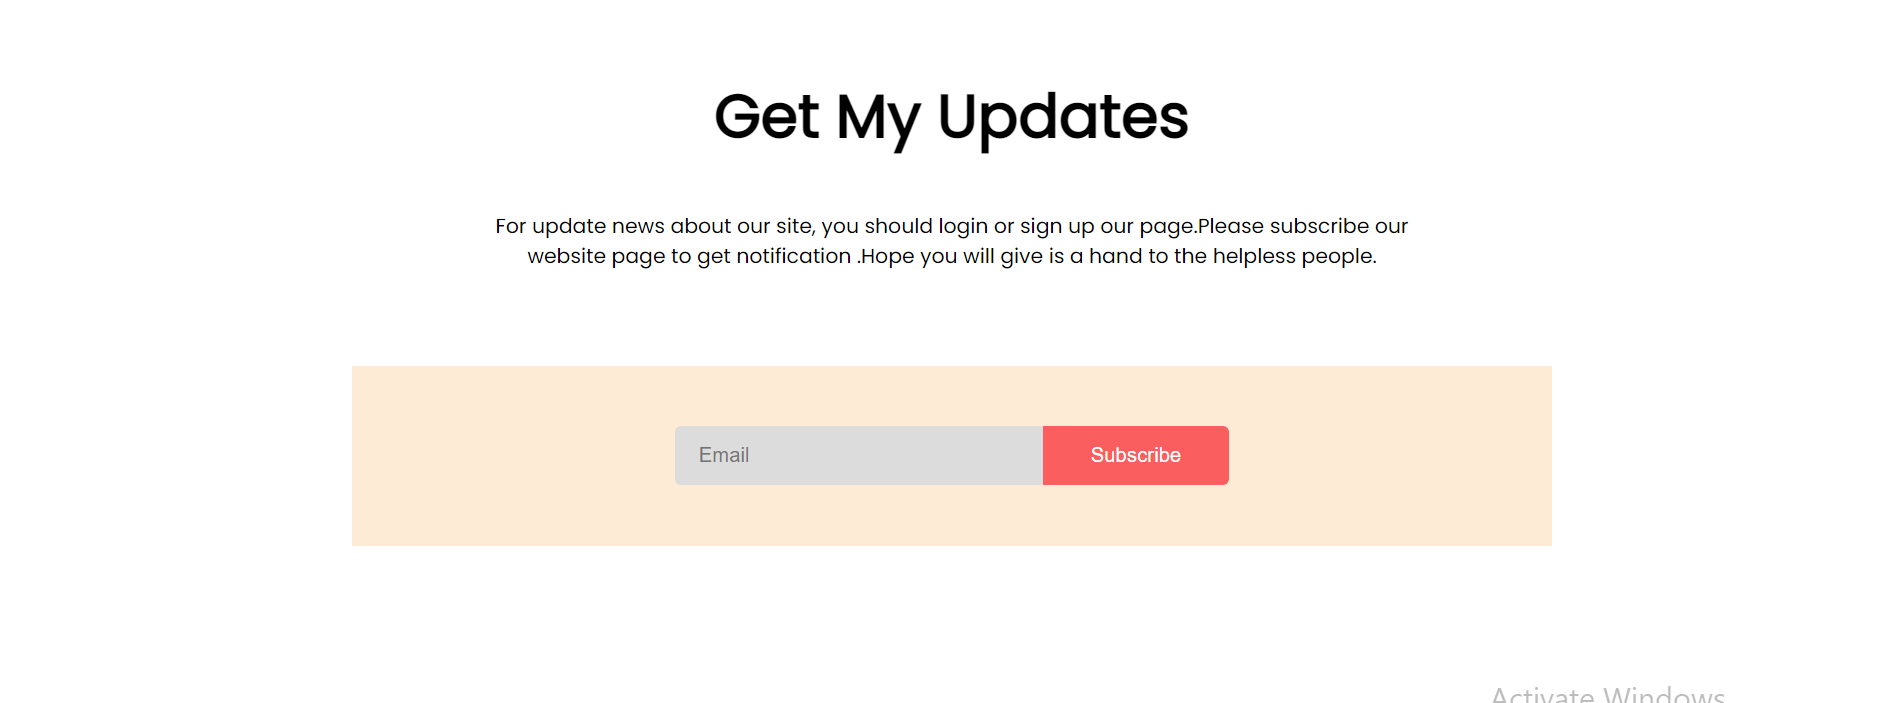 Get My Updates
For update news about our site, you should login or sign up our page.Please subscribe our
website page to get notification .Hope you will give is a hand to the helpless people.
Email
Subscribe
Activate Windows